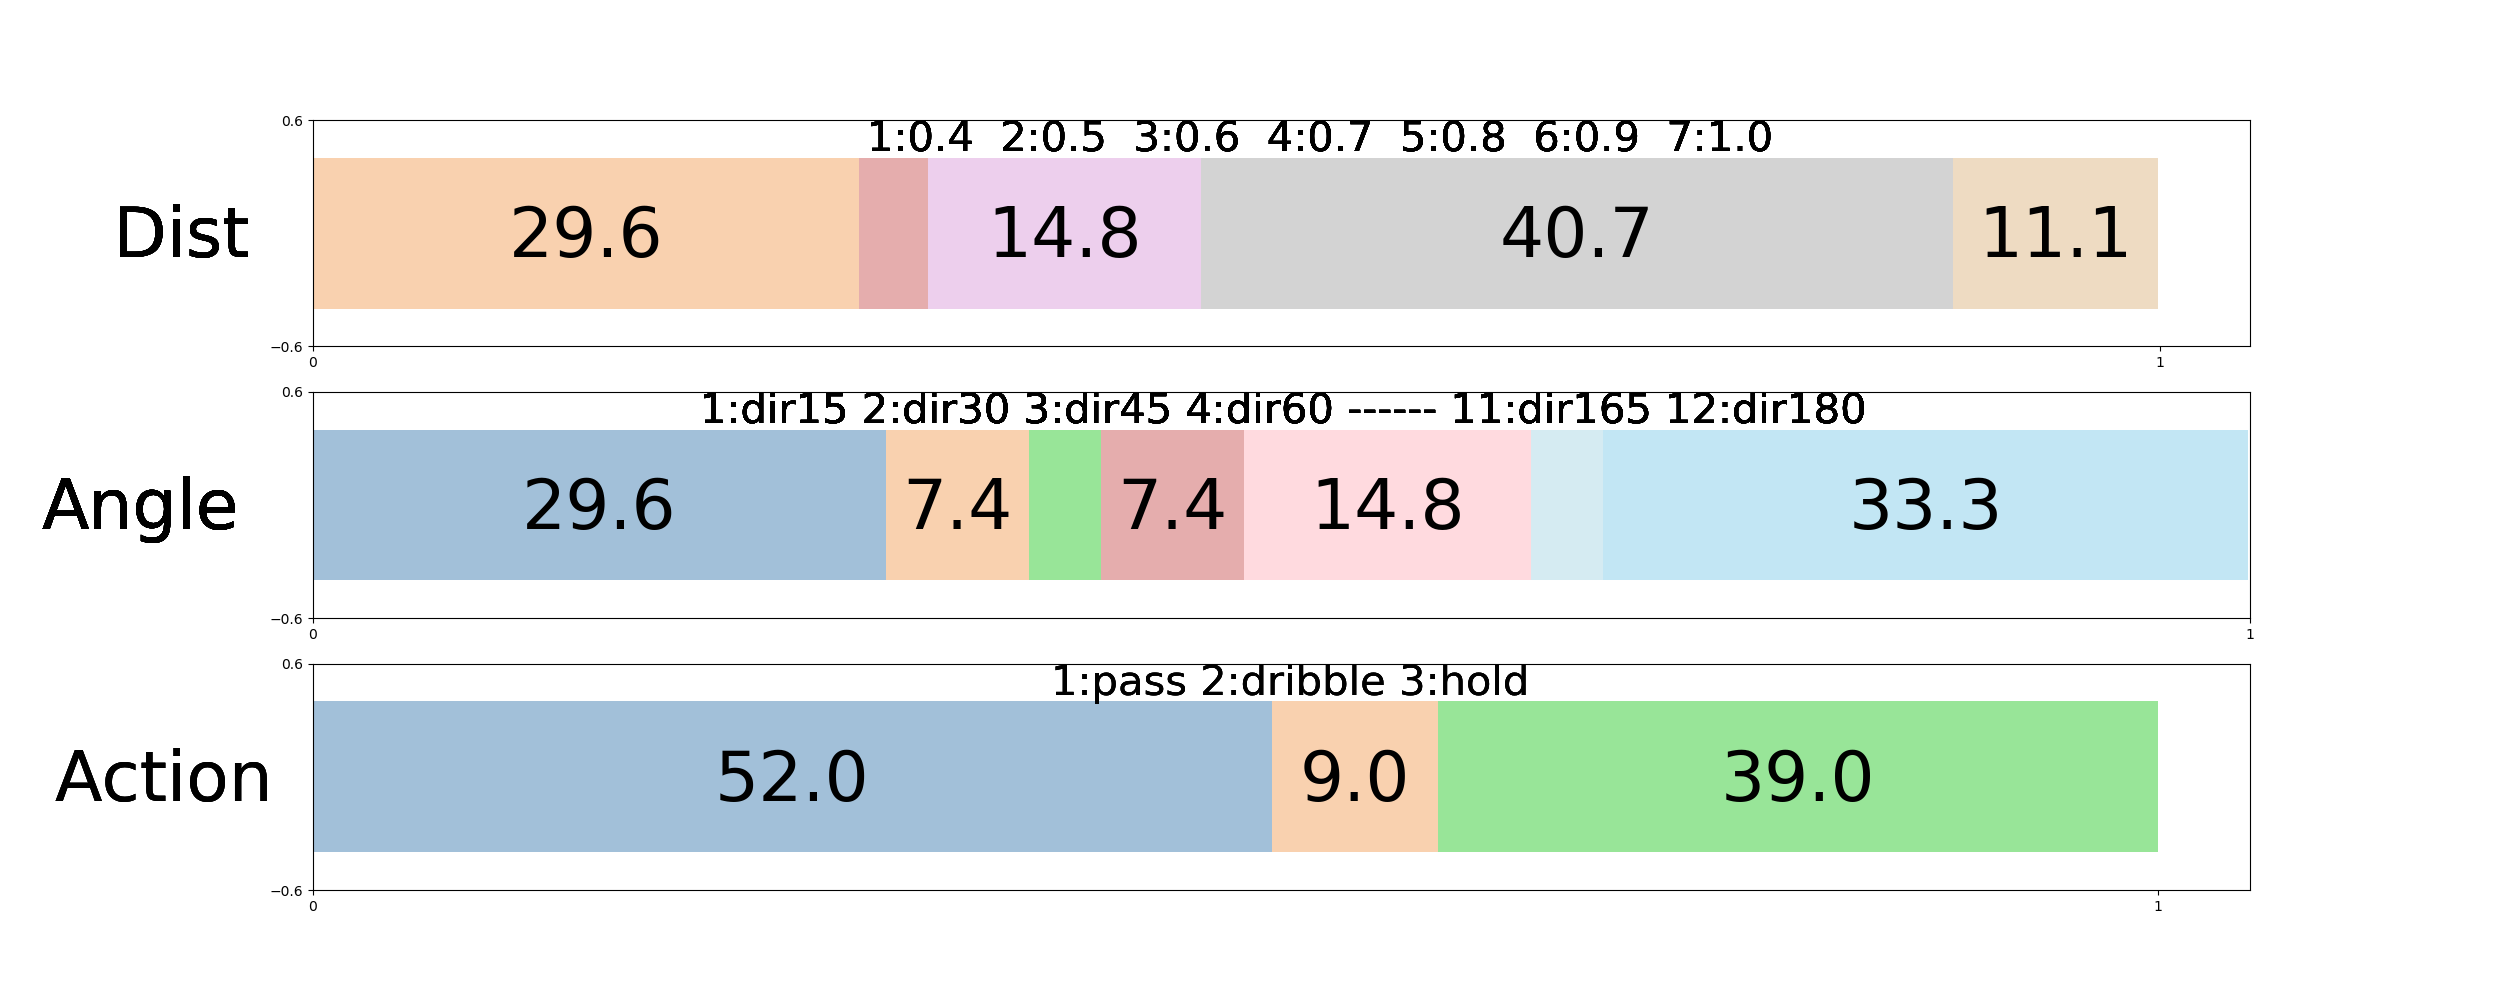 0.6
1:0.4 2:0.5 3:0.6 4:0.7 5:0.8 6:0.9 7:1.0
Dist
29.6 14.8 40.7 11.1
−0.6
0 1
0.6
1:dir15 2:dir30 3:dir45 4:dir60 ------ 11:dir165 12:dir180
Angle
29.6 7.4 7.4 14.8 33.3
−0.6
0 1
0.6
1:pass 2:dribble 3:hold
Action
52.0 9.0 39.0
−0.6
0 1